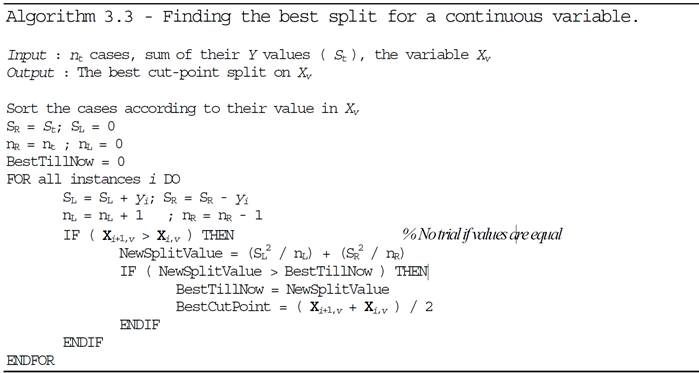 Algorithm 3.3 - Finding the best split for a continuous variable.
Input : nt cases, sum of their Y values ( St ), the variable Xv
Output : The best cut-point split on Xv
Sort the cases according to their value in Xv
SR = St; SL = 0
nR = nt ; nL = 0
BestTillNow = 0
FOR all instances i DO
SL = SL + yi; SR = SR - yi
nL = nL + 1 ; nR = nR - 1
IF ( Xi+1,v > Xi,v ) THEN % No trial if values are equal
NewSplitValue = (SL2 / nL) + (SR2 / nR)
IF ( NewSplitValue > BestTillNow ) THEN
BestTillNow = NewSplitValue
BestCutPoint = ( Xi+1,v + Xi,v ) / 2
ENDIF
ENDIF
ENDFOR